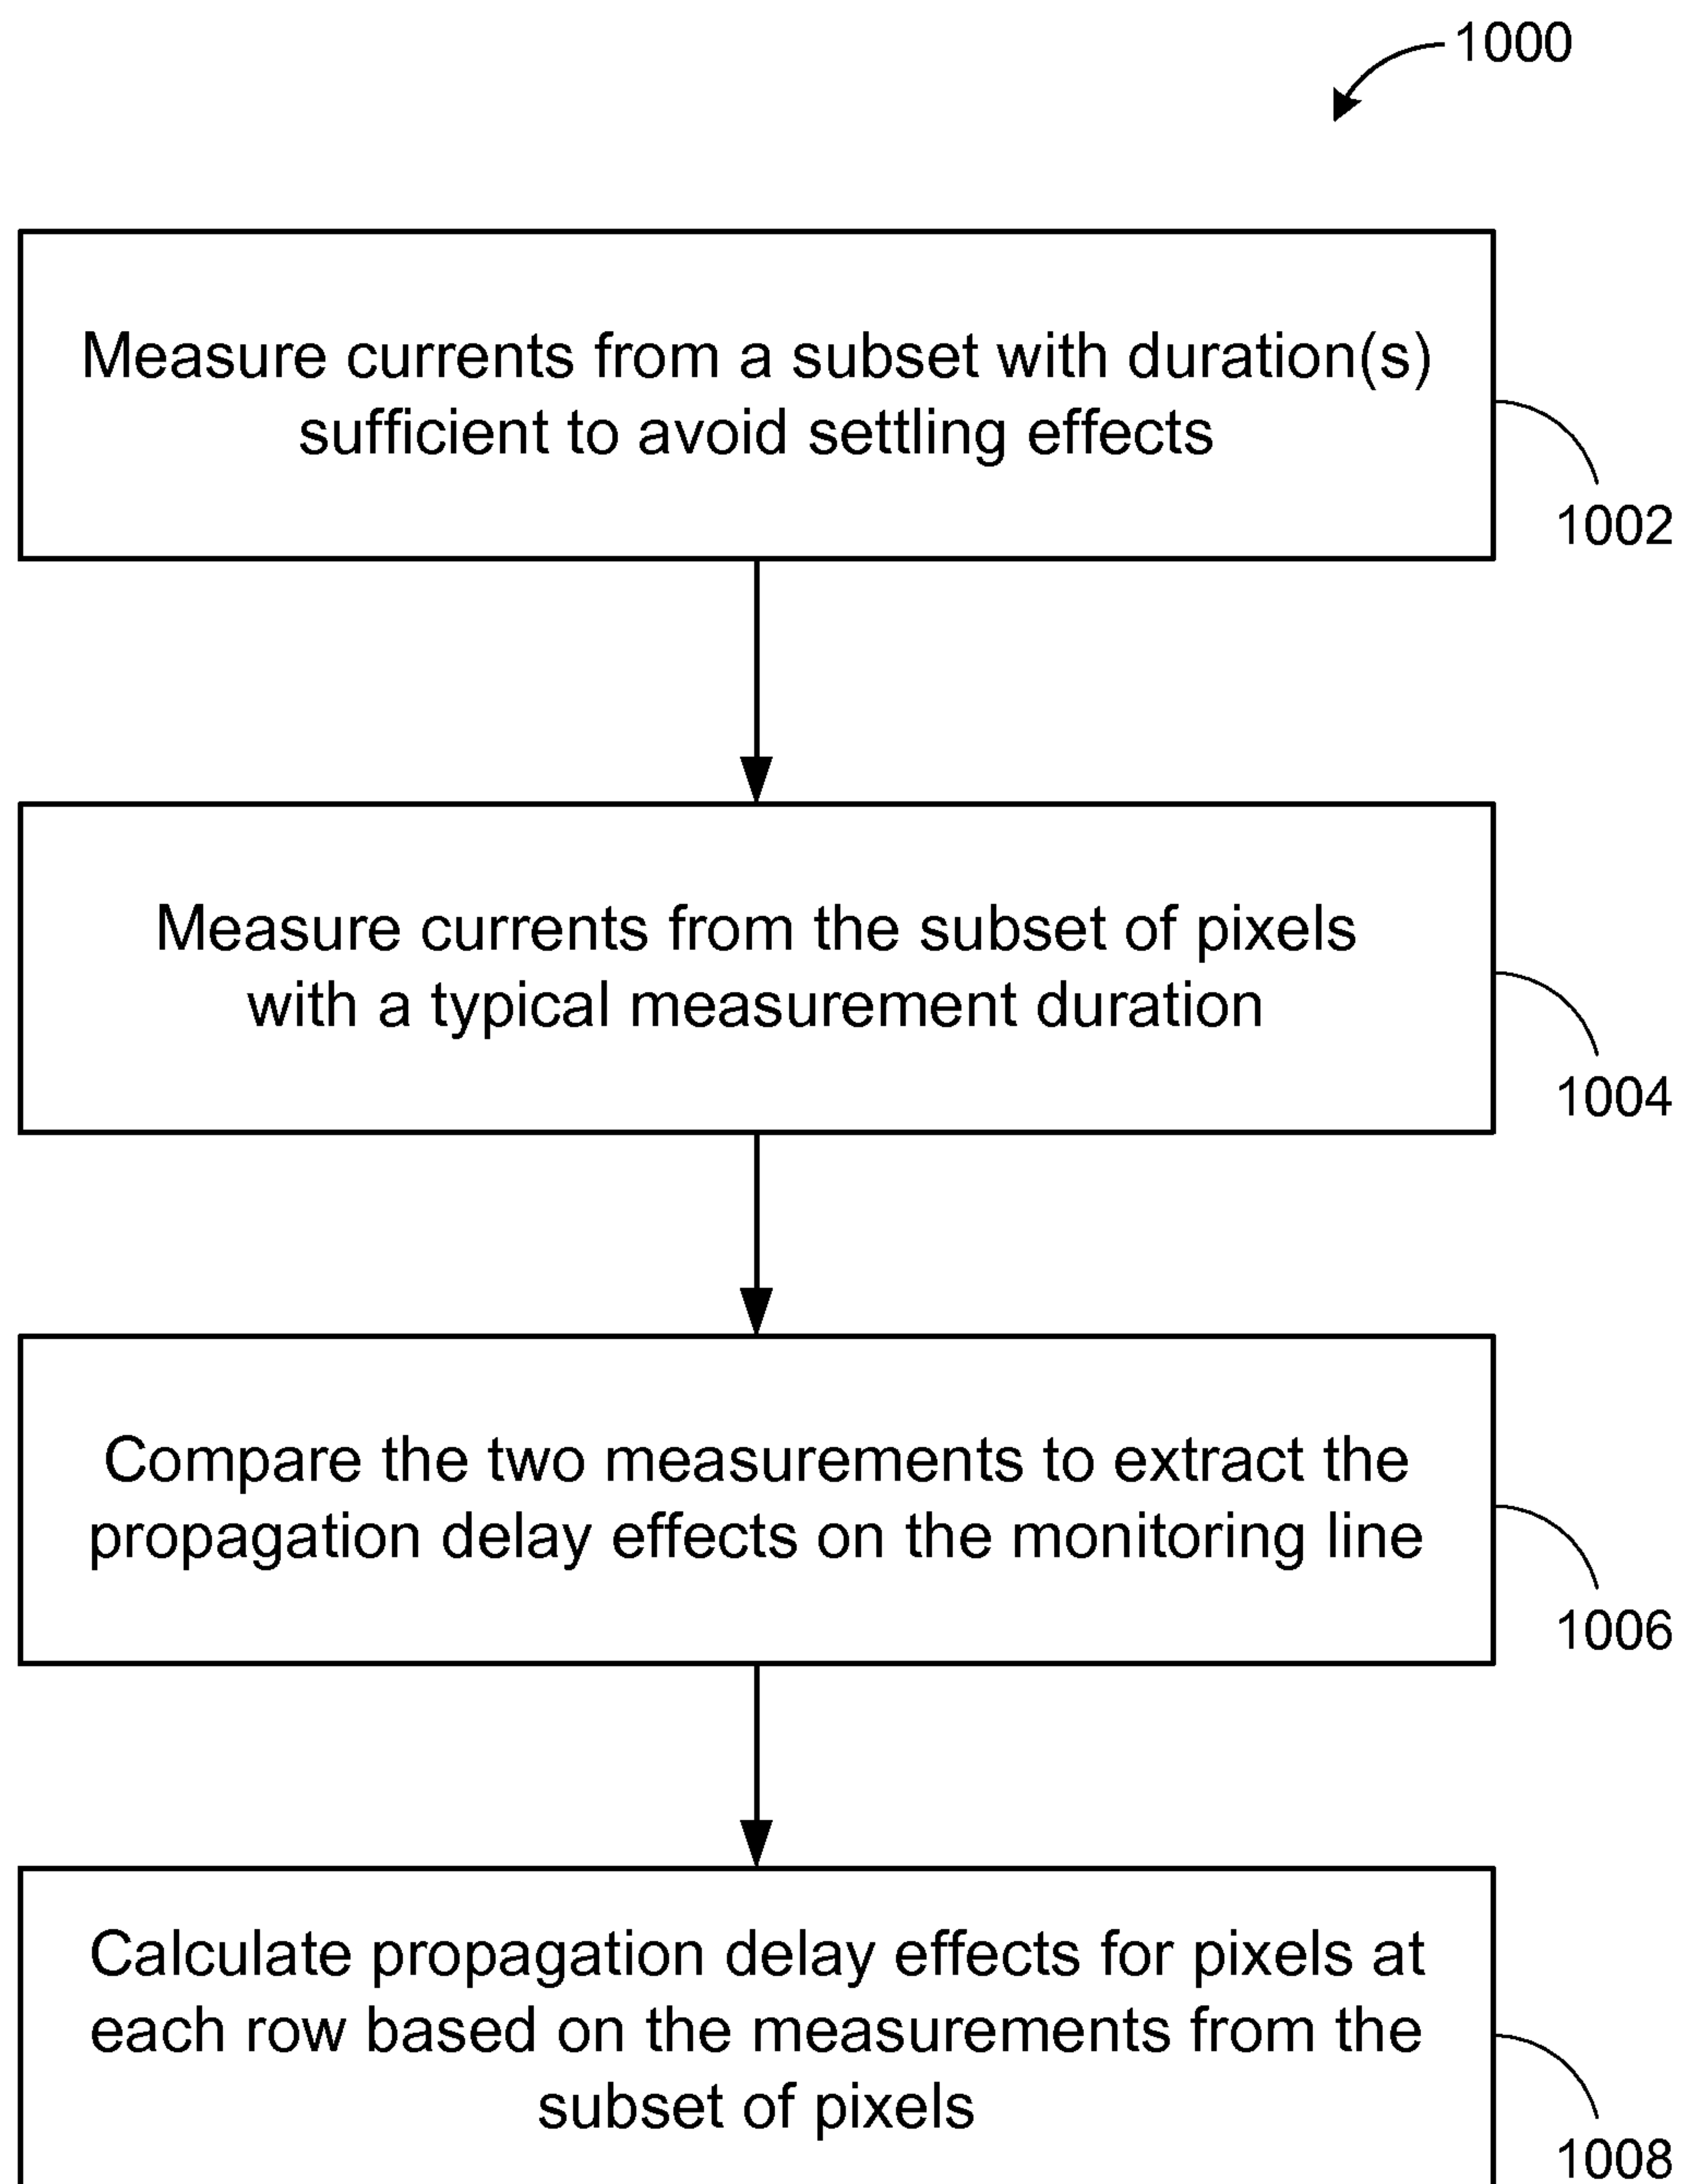 1000
Measure currents from a subset with duration(s)
sufficient to avoid settling effects
1002
Measure currents from the subset of pixels
with a typical measurement duration
1004
Compare the two measurements to extract the
propagation delay effects on the monitoring line
1006
Calculate propagation delay effects for pixels at
each row based on the measurements from the
subset of pixels
1008